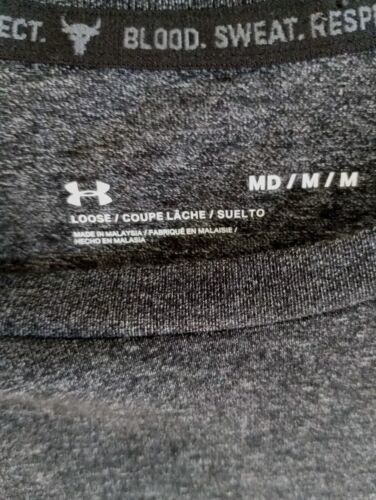 ECT. BLOOD. SWEAT. RESP
MD / M / M
LOOSE / COUPE LÂCHE / SUELTO
MADE IN MALAYSIA / FABRIQUÉ EN MALAISIE /
HECHO EN MALASIA